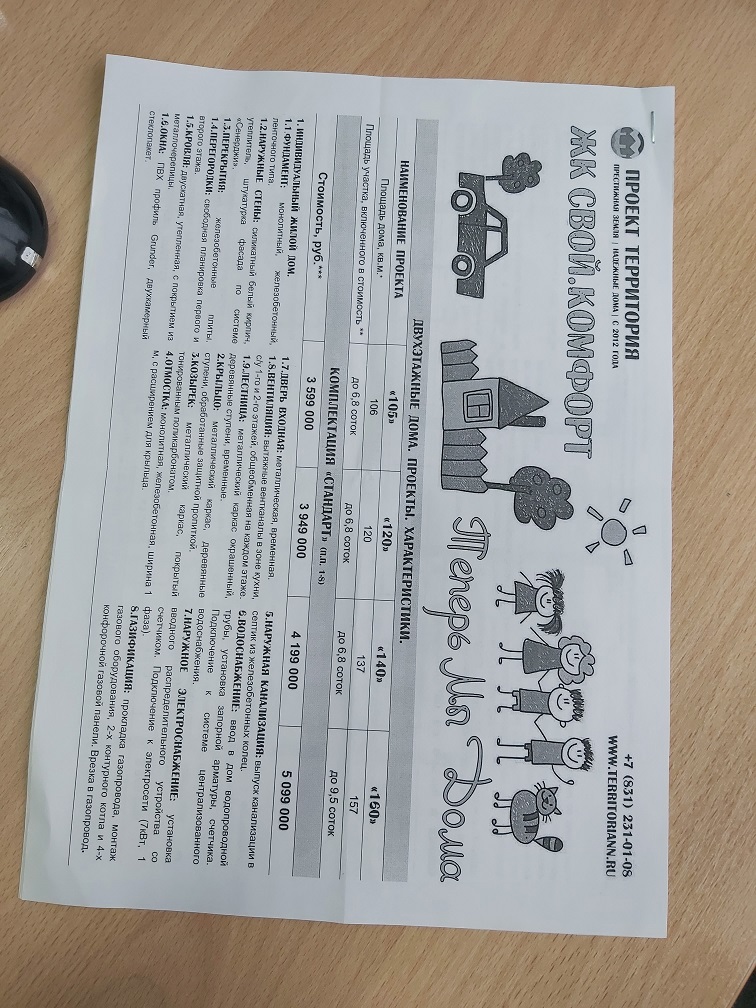 ПРОЕКТ ТЕРРИТОРИЯ
ПРЕСТИЖНАЯ ЗЕМЛЯ | НАДЕЖНЫЕ ДОМА | С 2012 ГОДА
+7 (831) 231-01-08
WWW.TERRITORIANN.RU
ЖК СВОЙ.КОМФОРТ
Теперь Мы Дома
ДВУХЭТАЖНЫЕ ДОМА. ПРОЕКТЫ. ХАРАКТЕРИСТИКИ.
НАИМЕНОВАНИЕ ПРОЕКТА «105» «120» «140» «160»
Площадь дома, кв.м.* 106 120 137 157
Площадь участка, включенного в стоимость ** до 6,8 соток до 6,8 соток до 6,8 соток до 9,5 соток
КОМПЛЕКТАЦИЯ «СТАНДАРТ» (п.п. 1-8)
Стоимость, руб.*** 3 599 000 3 949 000 4 199 000 5 099 000
1. ИНДИВИДУАЛЬНЫЙ ЖИЛОЙ ДОМ.
1.1 ФУНДАМЕНТ: монолитный, железобетонный,
ленточного типа.
1.2.НАРУЖНЫЕ СТЕНЫ: силикатный белый кирпич,
утеплитель, штукатурка фасада по системе
«Сенерджи».
1.3.ПЕРЕКРЫТИЯ: железобетонные плиты.
1.4.ПЕРЕГОРОДКИ: свободная планировка первого и
второго этажа.
1.5.КРОВЛЯ: двускатная, утепленная, с покрытием из
металлочерепицы.
1.6.ОКНА: ПВХ профиль Grunder, двухкамерный
стеклопакет.
1.7.ДВЕРЬ ВХОДНАЯ: металлическая, временная.
1.8.ВЕНТИЛЯЦИЯ: вытяжные вентканалы в зоне кухни,
с/у 1-го и 2-го этажей, общеобменная на каждом этаже.
1.9.ЛЕСТНИЦА: металлический каркас окрашенный,
деревянные ступени, временные.
2.КРЫЛЬЦО: металлический каркас, деревянные
ступени, обработанные защитной пропиткой.
3.КОЗЫРЕК: металлический каркас, покрытый
тонированным поликарбонатом.
4.ОТМОСТКА: монолитная, железобетонная, ширина 1
м, с расширением для крыльца.
5.НАРУЖНАЯ КАНАЛИЗАЦИЯ: выпуск канализации в
септик из железобетонных колец.
6.ВОДОСНАБЖЕНИЕ: ввод в дом водопроводной
трубы, установка запорной арматуры, счетчика.
Подключение к системе централизованного
водоснабжения.
7.НАРУЖНОЕ ЭЛЕКТРОСНАБЖЕНИЕ: установка
вводного распределительного устройства со
счетчиком. Подключение к электросети (7кВт, 1
фаза).
8.ГАЗИФИКАЦИЯ: прокладка газопровода, монтаж
газового оборудования, 2-х контурного котла и 4-х
конфорочной газовой панели. Врезка в газопровод.